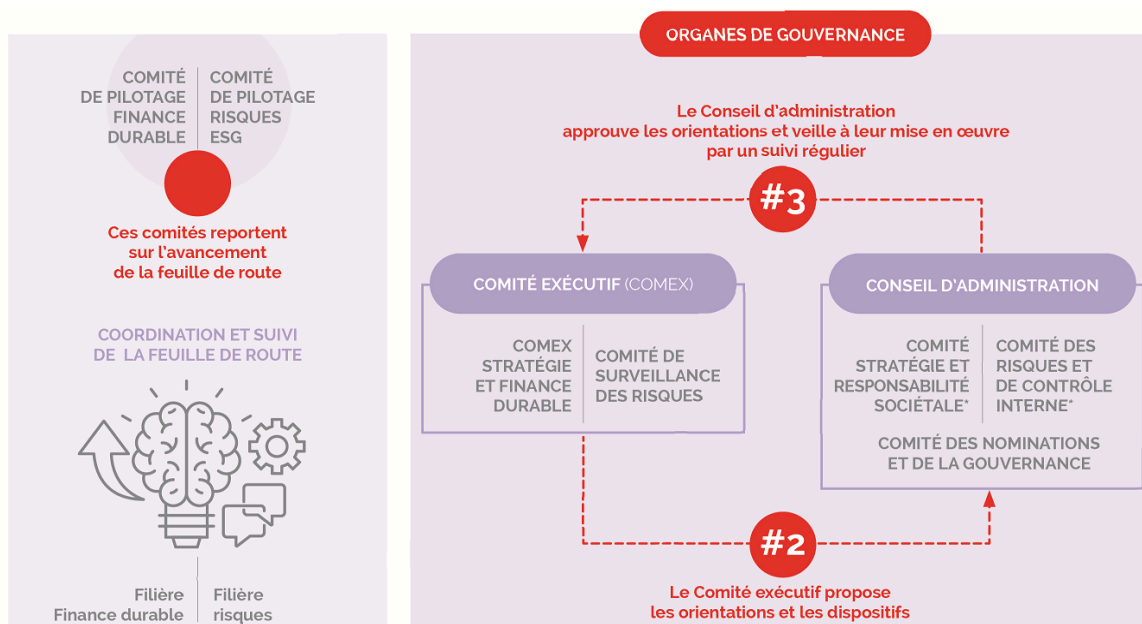 COMITÉ
DE PILOTAGE
FINANCE
DURABLE
COMITÉ
DE PILOTAGE
RISQUES
ESG
Ces comités reportent
sur l'avancement
de la feuille de route
COORDINATION ET SUIVI
DE LA FEUILLE DE ROUTE
Filière
Finance durable
Filière
risques
ORGANES DE GOUVERNANCE
Le Conseil d'administration
approuve les orientations et veille à leur mise en œuvre
par un suivi régulier
#3
COMITÉ EXÉCUTIF (COMEX)
COMEX
STRATÉGIE
ET FINANCE
DURABLE
COMITÉ DE
SURVEILLANCE
DES RISQUES
CONSEIL D'ADMINISTRATION
COMITÉ
STRATÉGIE ET
RESPONSABILITÉ
SOCIÉTALE*
COMITÉ DES
RISQUES ET
DE CONTRÔLE
INTERNE*
COMITÉ DES NOMINATIONS
ET DE LA GOUVERNANCE
#2
Le Comité exécutif propose
les orientations et les dispositifs